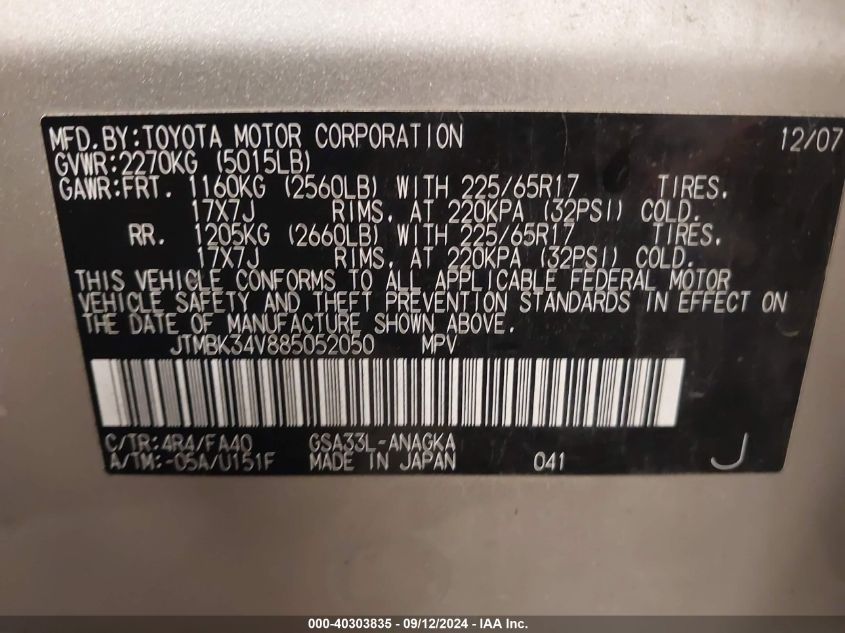 MFD.BY:TOYOTA MOTOR CORPORATION 12/07
GVWR:2270KG (5015LB)
GAWR:FRT. 1160KG (2560LB) WITH 225/65R17 TIRES.
17X7J RIMS. AT 220KPA (32PSI) COLD.
RR. 1205KG (2660LB) WITH 225/65R17 TIRES.
17X7J RIMS. AT 220KPA (32PSI) COLD.
THIS VEHICLE CONFORMS TO ALL APPLICABLE FEDERAL MOTOR
VEHICLE SAFETY AND THEFT PREVENTION STANDARDS IN EFFECT ON
THE DATE OF MANUFACTURE SHOWN ABOVE.
JTMBK34V885052050 MPV
C/TR:4R4/FA40 GSA33L-ANAGKA
A/TM:-05A/U151F MADE IN JAPAN 041 J
000-40303835 - 09/12/2024 - IAA Inc.